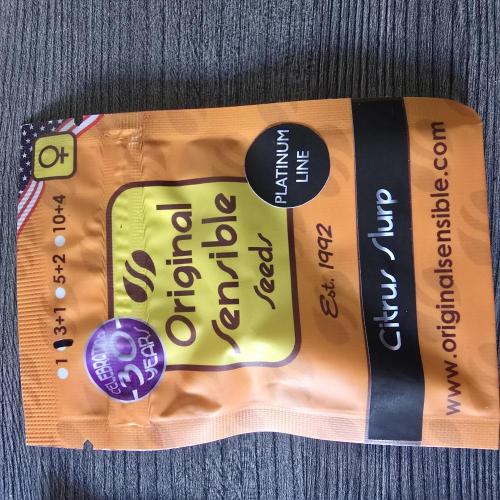 1 3+1 5+2 10+4
CELEBRATING
30
YEARS
Original
Sensible
Seeds
PLATINUM
LINE
Est. 1992
Citrus Slurp
www.originalsensible.com